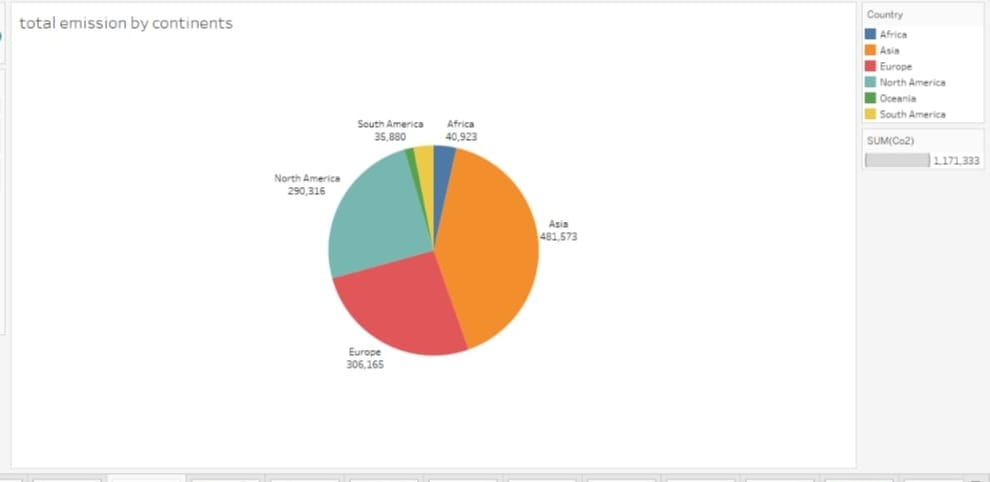 total emission by continents
South America
35,880
Africa
40,923
North America
290,316
Asia
481,573
Europe
306,165
Country
Africa
Asia
Europe
North America
Oceania
South America
SUM(Co2)
1,171,333